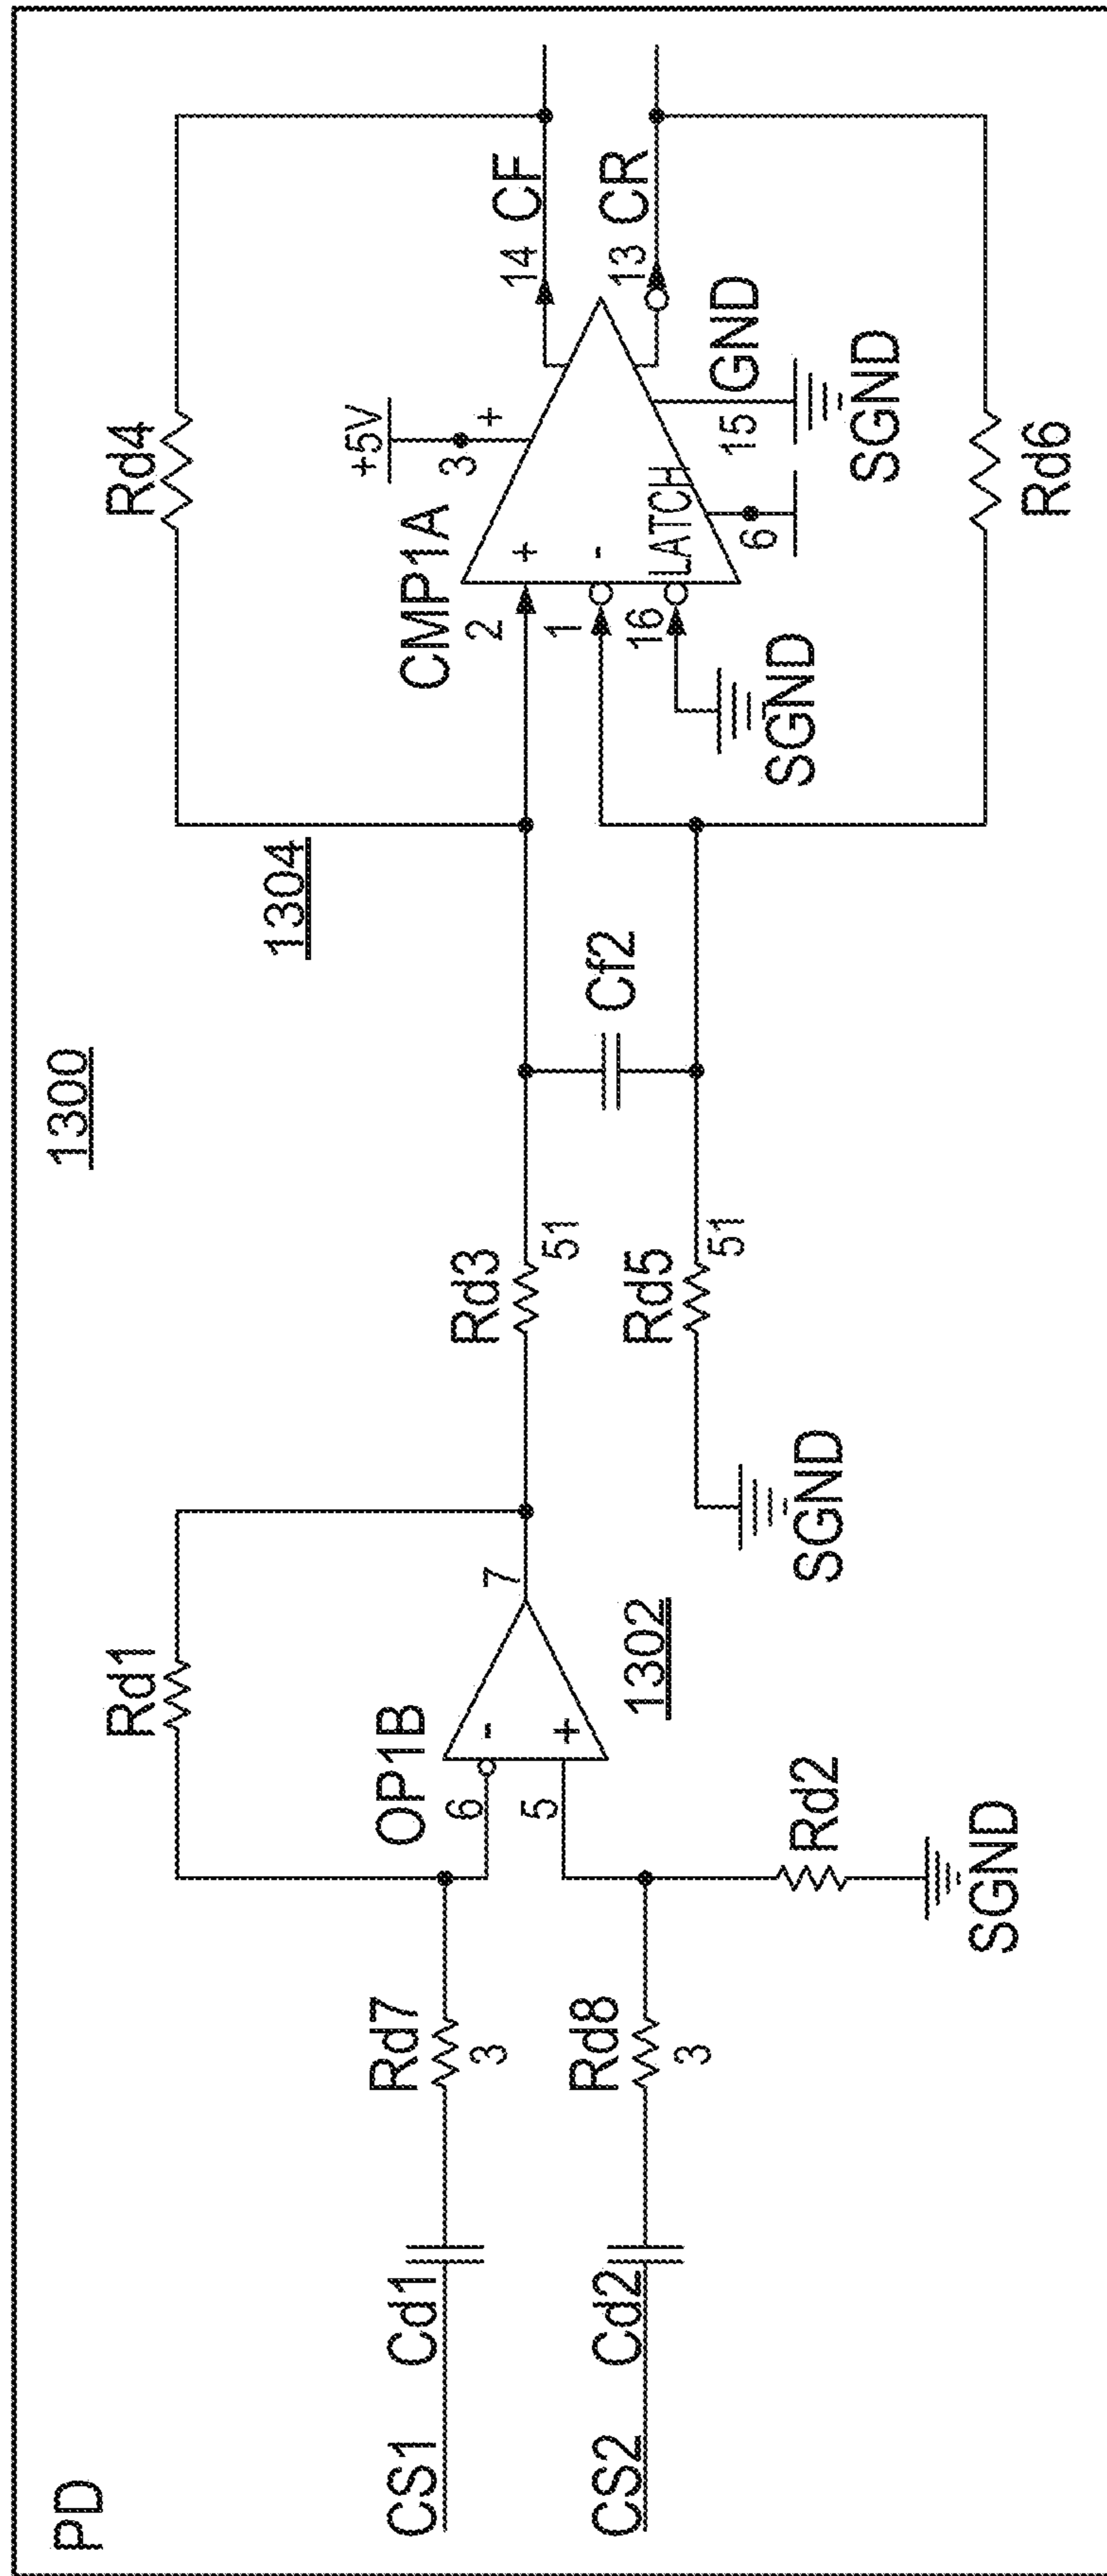 PD
1300
1304
1302
CS1
Cd1
Rd7
3
CS2
Cd2
Rd8
3
Rd1
OP1B
6
-
5
+
7
Rd2
SGND
Rd3
51
Rd5
51
SGND
Cf2
Rd4
CMP1A
+5V
3
+
2
+
1
-
16
LATCH
SGND
6
15
GND
SGND
14
CF
13
CR
Rd6